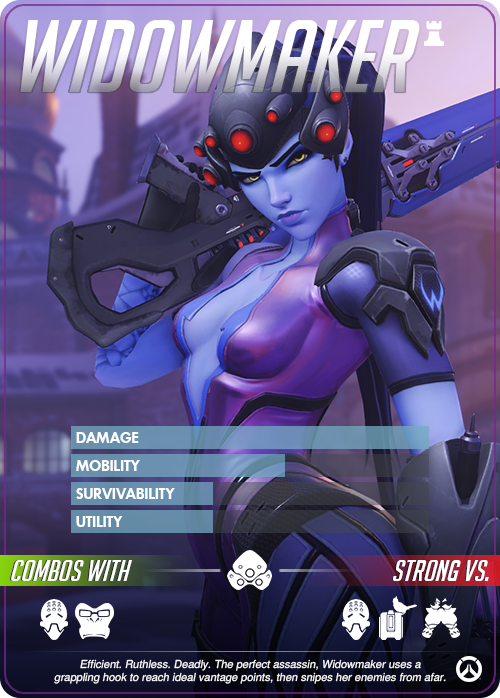 WIDOWMAKER
DAMAGE
MOBILITY
SURVIVABILITY
UTILITY
COMBOS WITH
STRONG VS.
Efficient. Ruthless. Deadly. The perfect assassin, Widowmaker uses a
grappling hook to reach ideal vantage points, then snipes her enemies from afar.